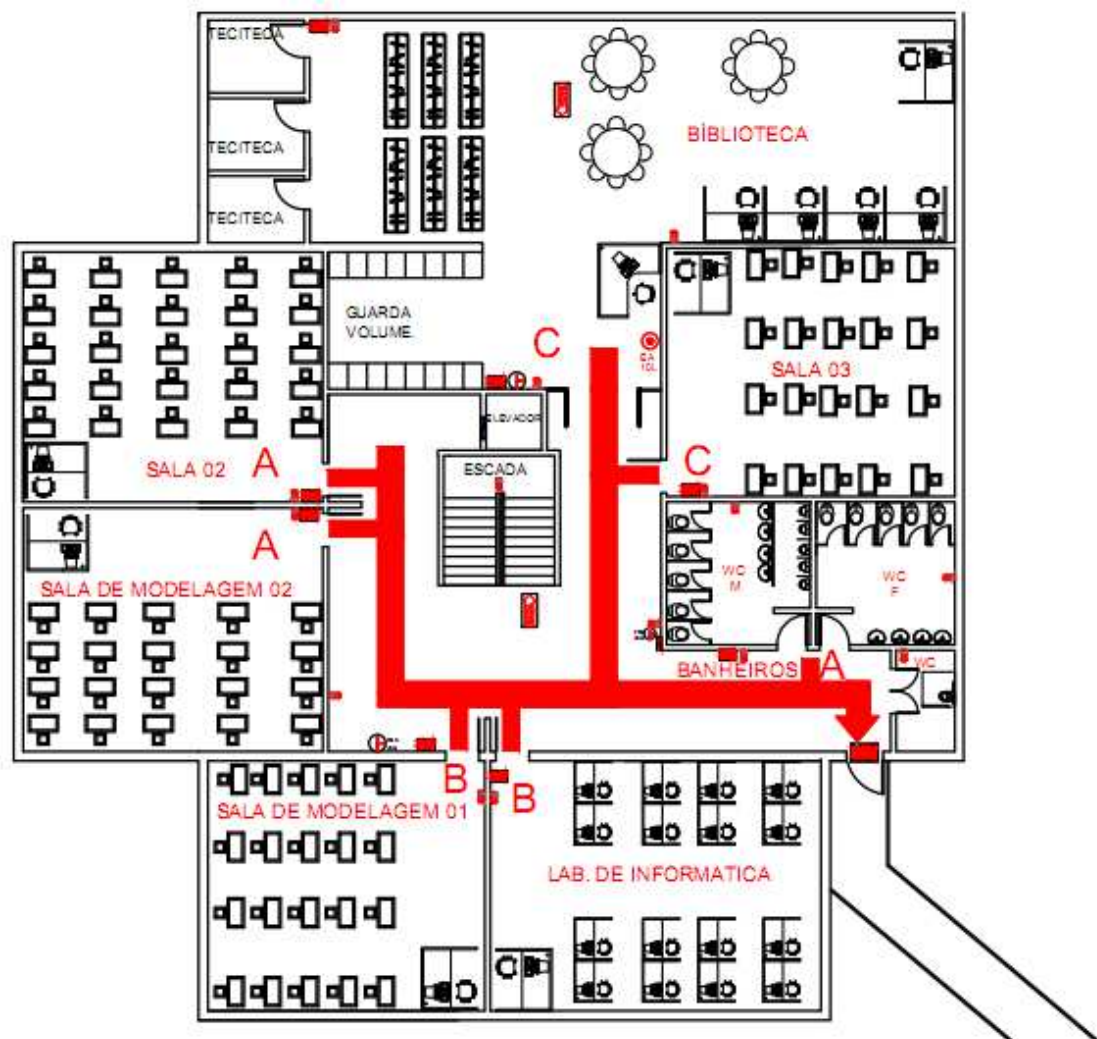 TECITECA
TECITECA
TECITECA
BÍBLIOTECA
GUARDA
VOLUME.
C
SALA 03
SALA 02
A
ELEVADOR
ESCADA
C
A
SALA DE MODELAGEM 02
WC
M
WC
F
BANHEIROS
A
WC
B
B
SALA DE MODELAGEM 01
LAB. DE INFORMATICA